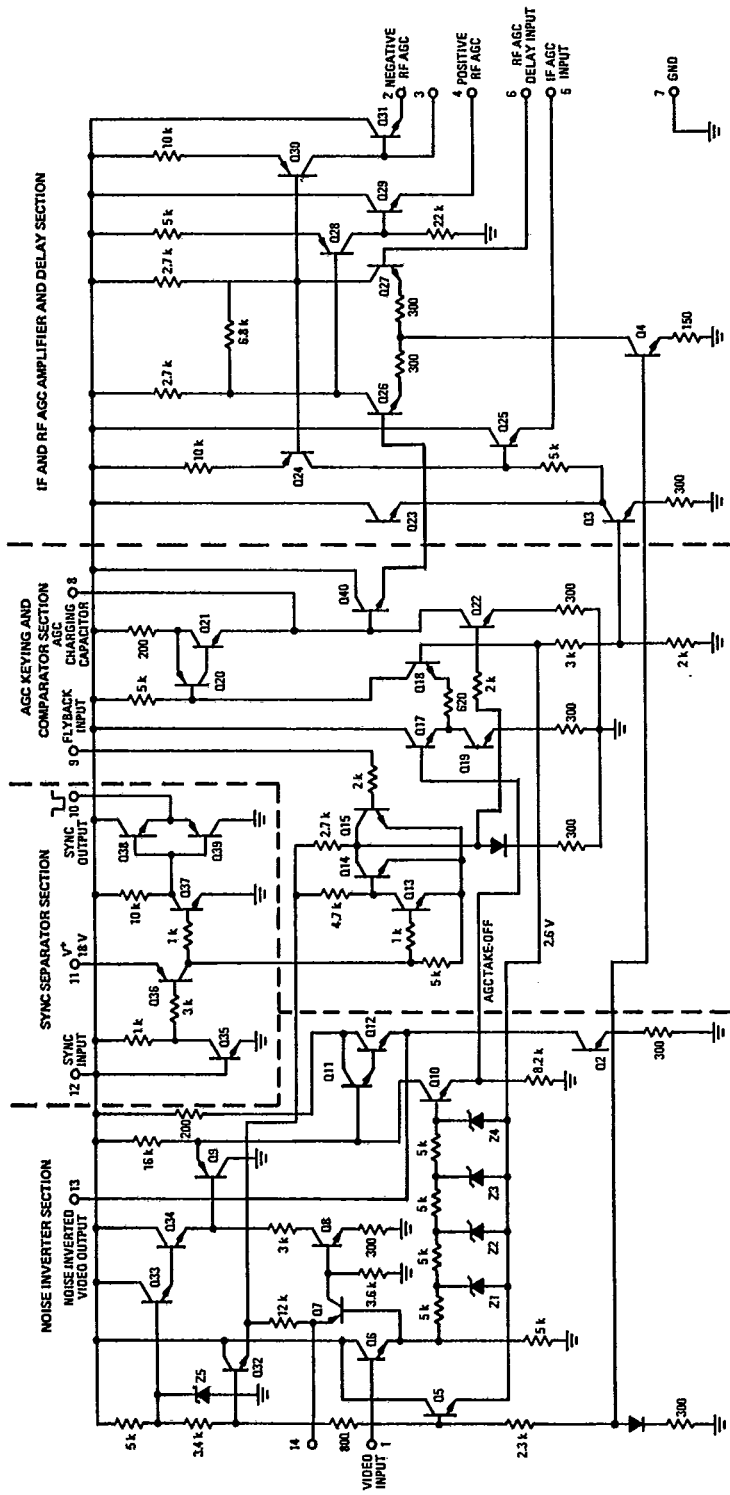 NOISE INVERTER SECTION
NOISE INVERTED
VIDEO OUTPUT
13
SYNC SEPARATOR SECTION
SYNC
INPUT
12
V+
18 V
11
SYNC
OUTPUT
10
AGC KEYING AND
COMPARATOR SECTION
FLYBACK
INPUT
9
AGC
CHARGING
CAPACITOR
8
IF AND RF AGC AMPLIFIER AND DELAY SECTION
5 k
Z5
3.4 k
Q33
Q34
Q32
800
14
VIDEO
INPUT
1
12 k
Q7
Q6
Q5
2.3 k
300
3 k
Q8
300
3.6k
5 k
5 k
5 k
5 k
5 k
Z1
Z2
Z3
Z4
Q9
16k
200
Q11
Q12
Q10
8.2 k
Q2
300
1 k
Q35
3 k
Q36
1 k
10 k
Q37
Q38
Q39
4.7 k
2.7 k
Q14
Q15
Q13
1 k
5 k
2 k
300
AGC TAKE-OFF
2.6 V
5 k
200
Q20
Q21
Q40
Q17
Q18
620
Q19
300
Q22
2 k
300
3 k
2 k
10 k
Q23
Q24
Q25
5 k
Q3
300
2.7 k
6.8 k
2.7 k
Q26
300
300
Q27
Q4
150
5 k
Q28
22 k
Q29
10 k
Q30
Q31
2
NEGATIVE
RF AGC
3
4
POSITIVE
RF AGC
6
RF AGC
DELAY INPUT
5
IF AGC
INPUT
7
GND